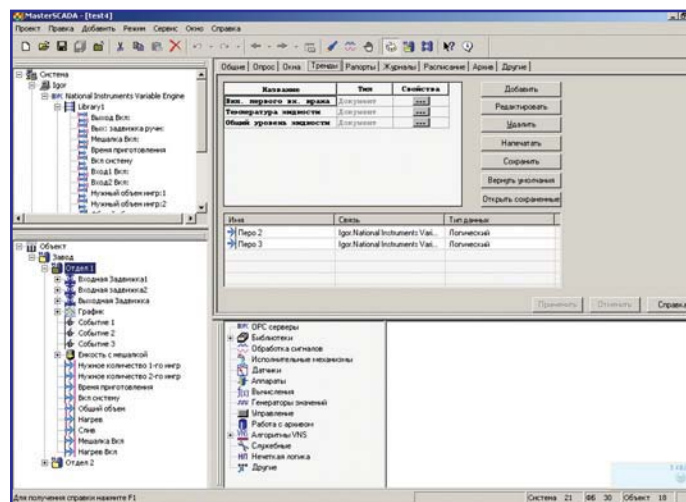 MasterSCADA - [test4]
Проект Правка Добавить Режим Сервис Окно Справка
Система
Igor
National Instruments Variable Engine
Library1
Выход Вкл:
Вых: задвижка ручн:
Мешалка Вкл:
Время приготовления
Вкл систему
Вход1 Вкл:
Вход2 Вкл:
Нужный объем ингр:1
Нужный объем ингр:2
Объект
Завод
Отдел 1
Входная Задвижка1
Входная задвижка2
Выходная Задвижка
График
Событие 1
Событие 2
Событие 3
Емкость с мешалкой
Нужное количество 1-го ингр
Нужное количество 2-го ингр
Время приготовления
Вкл систему
Общий объем
Нагрев
Слив
Мешалка Вкл
Нагрев Вкл
Отдел 2
Общие Опрос Окна Тренды Рапорты Журналы Расписание Архив Другие
Название Тип Свойства
Вкл. первого вх. крана Документ ...
Температура жидкости Документ ...
Общий уровень жидкости Документ ...
Добавить
Редактировать
Удалить
Напечатать
Сохранить
Вернуть умолчания
Открыть сохраненные
Имя Связь Тип данных
Перо 2 Igor.National Instruments Vari... Логический
Перо 3 Igor.National Instruments Vari... Логический
Применить Отменить Справка
OPC серверы
Библиотеки
Обработка сигналов
Исполнительные механизмы
Датчики
Аппараты
Вычисления
Генераторы значений
Управление
Работа с архивом
Алгоритмы VNS
Служебные
Нечеткая логика
Другие
Для получения справки нажмите F1
Система 21 ФБ 30 Объект 18